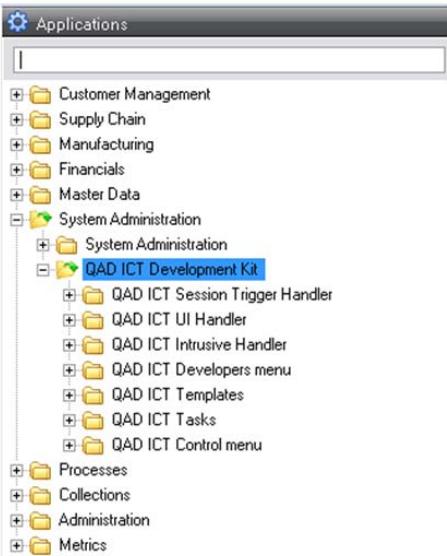 Applications
Customer Management
Supply Chain
Manufacturing
Financials
Master Data
System Administration
System Administration
QAD ICT Development Kit
QAD ICT Session Trigger Handler
QAD ICT UI Handler
QAD ICT Intrusive Handler
QAD ICT Developers menu
QAD ICT Templates
QAD ICT Tasks
QAD ICT Control menu
Processes
Collections
Administration
Metrics